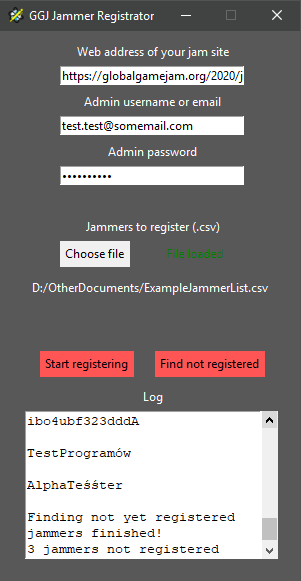 GGJ Jammer Registrator
Web address of your jam site
https://globalgamejam.org/2020/j
Admin username or email
test.test@somemail.com
Admin password
••••••••••
Jammers to register (.csv)
Choose file
File loaded
D:/OtherDocuments/ExampleJammerList.csv
Start registering
Find not registered
Log
ibo4ubf323dddA
TestProgramów
AlphaTeśśter
Finding not yet registered
jammers finished!
3 jammers not registered